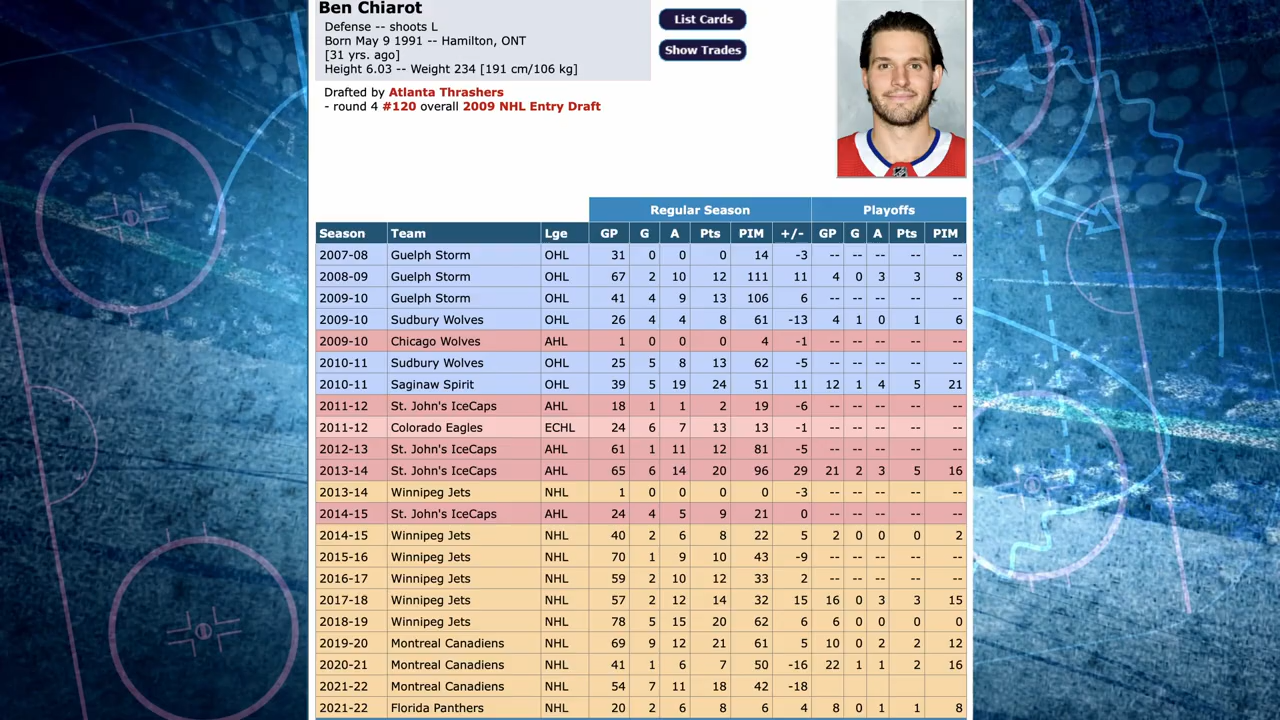 Ben Chiarot
Defense -- shoots L
Born May 9 1991 -- Hamilton, ONT
[31 yrs. ago]
Height 6.03 -- Weight 234 [191 cm/106 kg]
Drafted by Atlanta Thrashers
- round 4 #120 overall 2009 NHL Entry Draft
List Cards
Show Trades
Regular Season Playoffs
Season Team Lge GP G A Pts PIM +/- GP G A Pts PIM
2007-08 Guelph Storm OHL 31 0 0 0 14 -3 -- -- -- -- --
2008-09 Guelph Storm OHL 67 2 10 12 111 11 4 0 3 3 8
2009-10 Guelph Storm OHL 41 4 9 13 106 6 -- -- -- -- --
2009-10 Sudbury Wolves OHL 26 4 4 8 61 -13 4 1 0 1 6
2009-10 Chicago Wolves AHL 1 0 0 0 4 -1 -- -- -- -- --
2010-11 Sudbury Wolves OHL 25 5 8 13 62 -5 -- -- -- -- --
2010-11 Saginaw Spirit OHL 39 5 19 24 51 11 12 1 4 5 21
2011-12 St. John's IceCaps AHL 18 1 1 2 19 -6 -- -- -- -- --
2011-12 Colorado Eagles ECHL 24 6 7 13 13 -1 -- -- -- -- --
2012-13 St. John's IceCaps AHL 61 1 11 12 81 -5 -- -- -- -- --
2013-14 St. John's IceCaps AHL 65 6 14 20 96 29 21 2 3 5 16
2013-14 Winnipeg Jets NHL 1 0 0 0 0 -3 -- -- -- -- --
2014-15 St. John's IceCaps AHL 24 4 5 9 21 0 -- -- -- -- --
2014-15 Winnipeg Jets NHL 40 2 6 8 22 5 2 0 0 0 2
2015-16 Winnipeg Jets NHL 70 1 9 10 43 -9 -- -- -- -- --
2016-17 Winnipeg Jets NHL 59 2 10 12 33 2 -- -- -- -- --
2017-18 Winnipeg Jets NHL 57 2 12 14 32 15 16 0 3 3 15
2018-19 Winnipeg Jets NHL 78 5 15 20 62 6 6 0 0 0 0
2019-20 Montreal Canadiens NHL 69 9 12 21 61 5 10 0 2 2 12
2020-21 Montreal Canadiens NHL 41 1 6 7 50 -16 22 1 1 2 16
2021-22 Montreal Canadiens NHL 54 7 11 18 42 -18
2021-22 Florida Panthers NHL 20 2 6 8 6 4 8 0 1 1 8